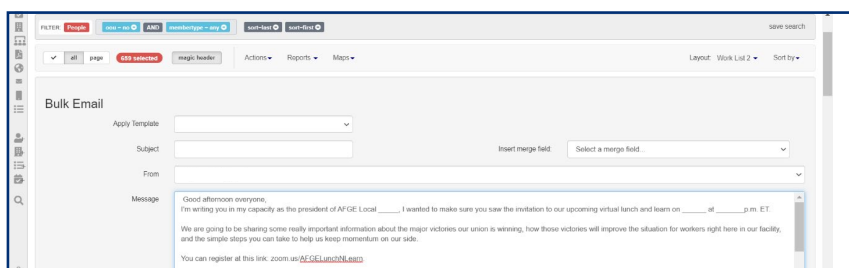 FILTER People neo ~ no AND membertype ~ any sort~last sort~first save search
all page 659 selected magic header Actions Reports Maps Layout: Work List 2 Sort by
Bulk Email
Apply Template
Subject Insert merge field: Select a merge field...
From
Message Good afternoon everyone,
I'm writing you in my capacity as the president of AFGE Local _____, I wanted to make sure you saw the invitation to our upcoming virtual lunch and learn on ______ at _______p.m. ET.
We are going to be sharing some really important information about the major victories our union is winning, how those victories will improve the situation for workers right here in our facility,
and the simple steps you can take to help us keep momentum on our side.
You can register at this link: zoom.us/AFGELunchNLearn.